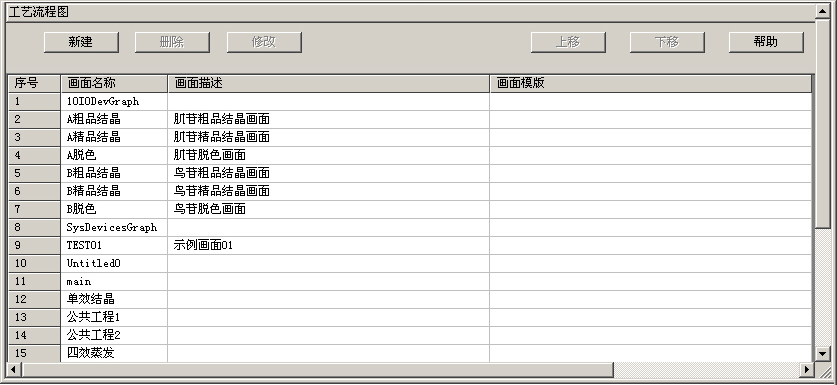 工艺流程图
新建 删除 修改 上移 下移 帮助
序号 画面名称 画面描述 画面模版
1 10IODevGraph
2 A粗品结晶 肌苷粗品结晶画面
3 A精品结晶 肌苷精品结晶画面
4 A脱色 肌苷脱色画面
5 B粗品结晶 鸟苷粗品结晶画面
6 B精品结晶 鸟苷精品结晶画面
7 B脱色 鸟苷脱色画面
8 SysDevicesGraph
9 TEST01 示例画面01
10 Untitled0
11 main
12 单效结晶
13 公共工程1
14 公共工程2
15 四效蒸发